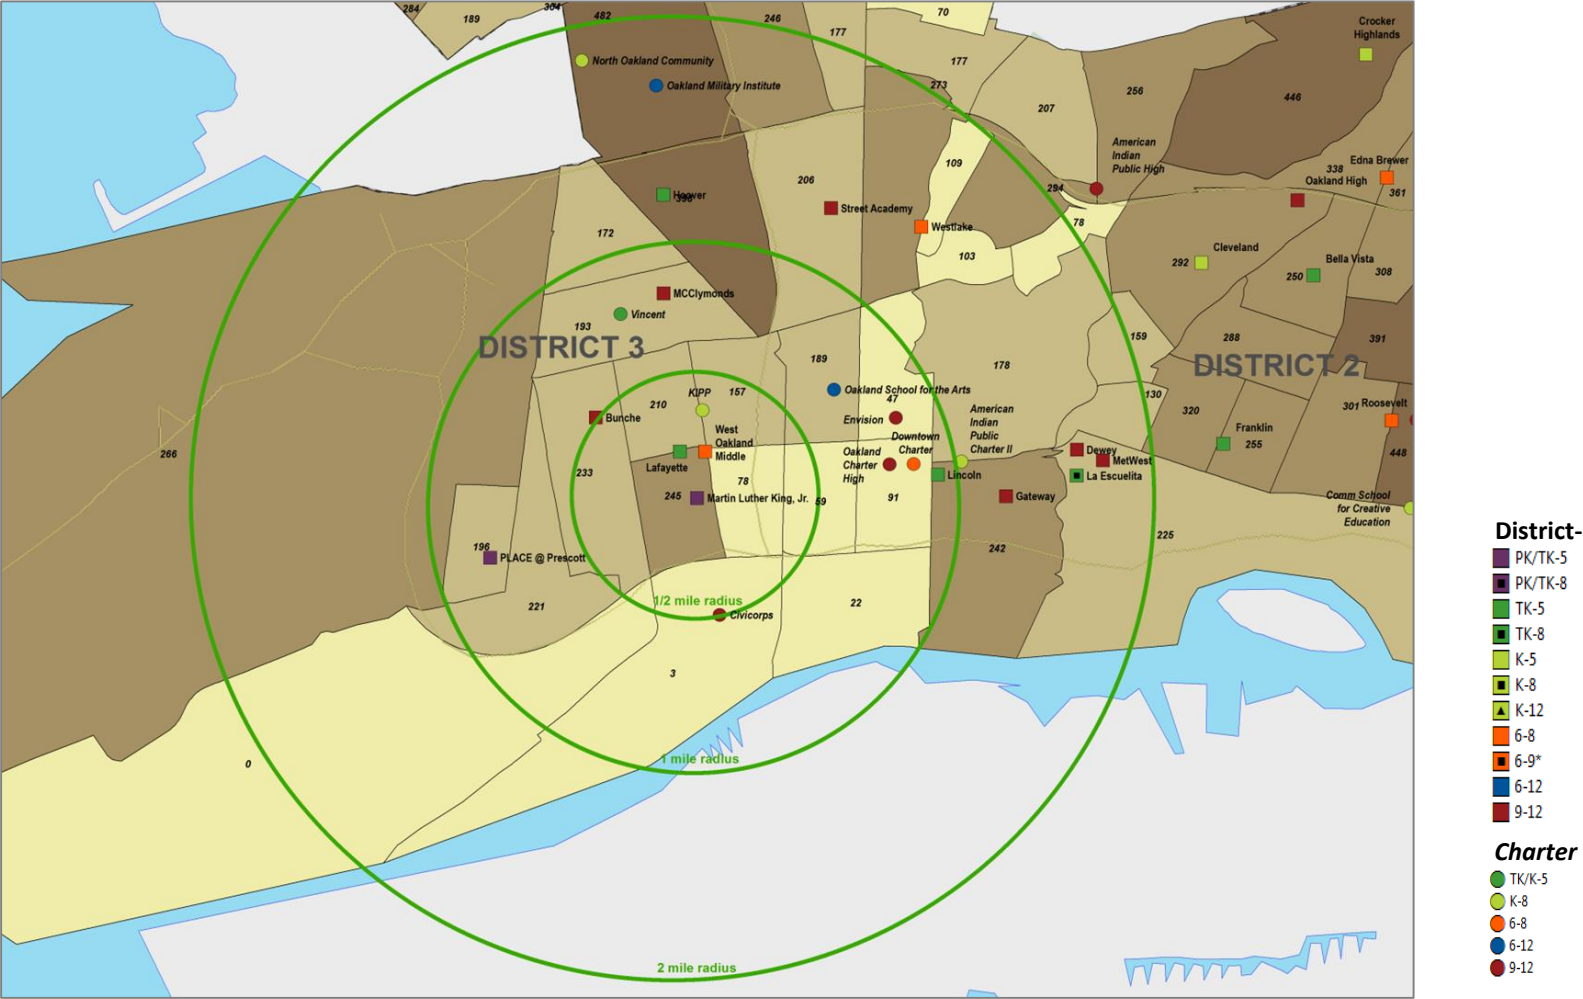 284
189
304
482
246
177
70
Crocker
Highlands
North Oakland Community
177
Oakland Military Institute
273
207
256
446
American
Indian
Public High
109
Edna Brewer
338
Oakland High
361
206
294
Hoover
Street Academy
78
Westlake
172
103
Cleveland
292
Bella Vista
250
308
MCClymonds
Vincent
193
DISTRICT 3
189
178
159
288
391
DISTRICT 2
KIPP
157
Oakland School for the Arts
47
130
210
Bunche
Envision
American
Indian
Public
Charter II
320
301
Roosevelt
West
Oakland
Middle
Downtown
Charter
Franklin
255
Lafayette
Oakland
Charter
High
Dewey
MetWest
448
233
78
Lincoln
La Escuelita
245
Martin Luther King, Jr.
59
91
Gateway
Comm School
for Creative
Education
266
196
PLACE @ Prescott
242
225
221
1/2 mile radius
22
Civicorps
3
0
1 mile radius
2 mile radius
District-
PK/TK-5
PK/TK-8
TK-5
TK-8
K-5
K-8
K-12
6-8
6-9*
6-12
9-12
Charter
TK/K-5
K-8
6-8
6-12
9-12